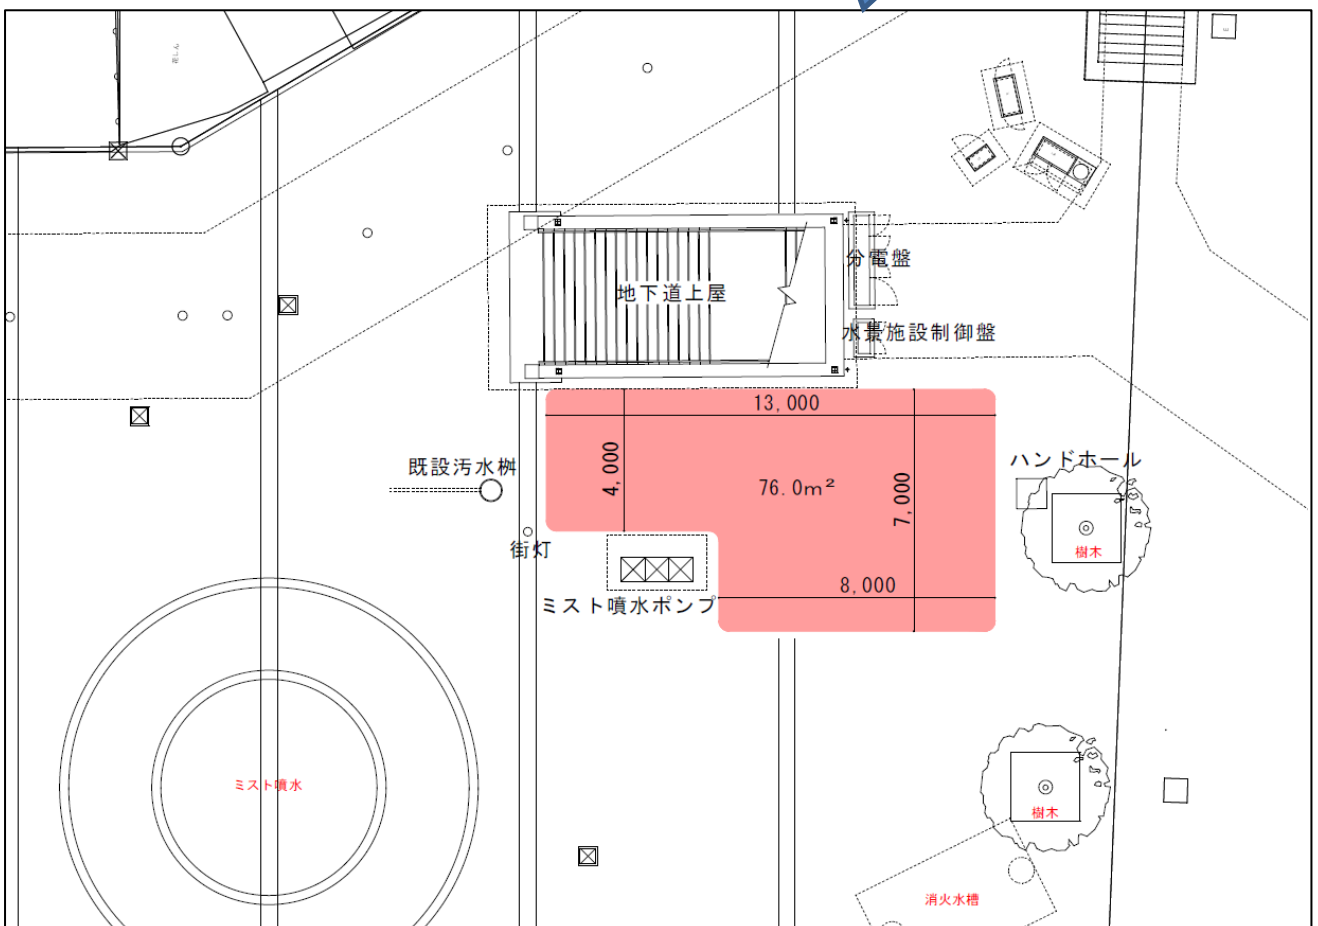 花しん
分電盤
地下道上屋
水景施設制御盤
13,000
4,000
76.0m²
7,000
既設汚水桝
ハンドホール
街灯
樹木
8,000
ミスト噴水ポンプ
ミスト噴水
樹木
消火水槽